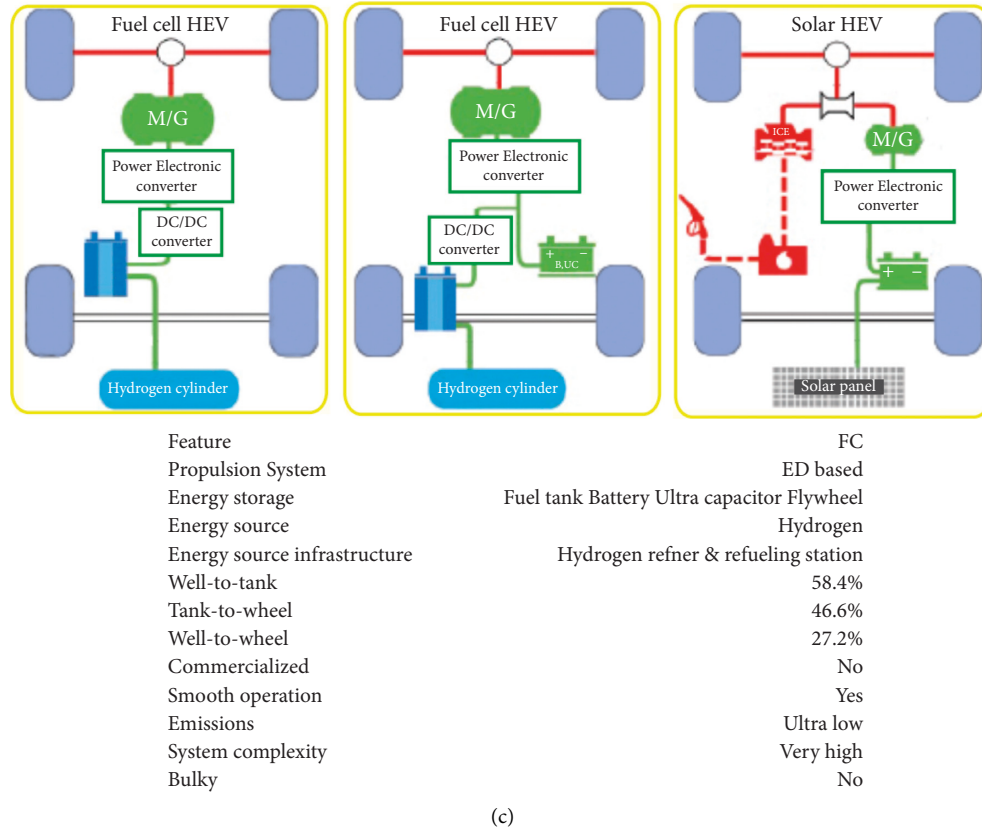 Fuel cell HEV
M/G
Power Electronic
converter
DC/DC
converter
Hydrogen cylinder
Fuel cell HEV
M/G
Power Electronic
converter
DC/DC
converter
+ −
B,UC
Hydrogen cylinder
Solar HEV
ICE
M/G
Power Electronic
converter
+ −
Solar panel
Feature FC
Propulsion System ED based
Energy storage Fuel tank Battery Ultra capacitor Flywheel
Energy source Hydrogen
Energy source infrastructure Hydrogen refner & refueling station
Well-to-tank 58.4%
Tank-to-wheel 46.6%
Well-to-wheel 27.2%
Commercialized No
Smooth operation Yes
Emissions Ultra low
System complexity Very high
Bulky No
(c)